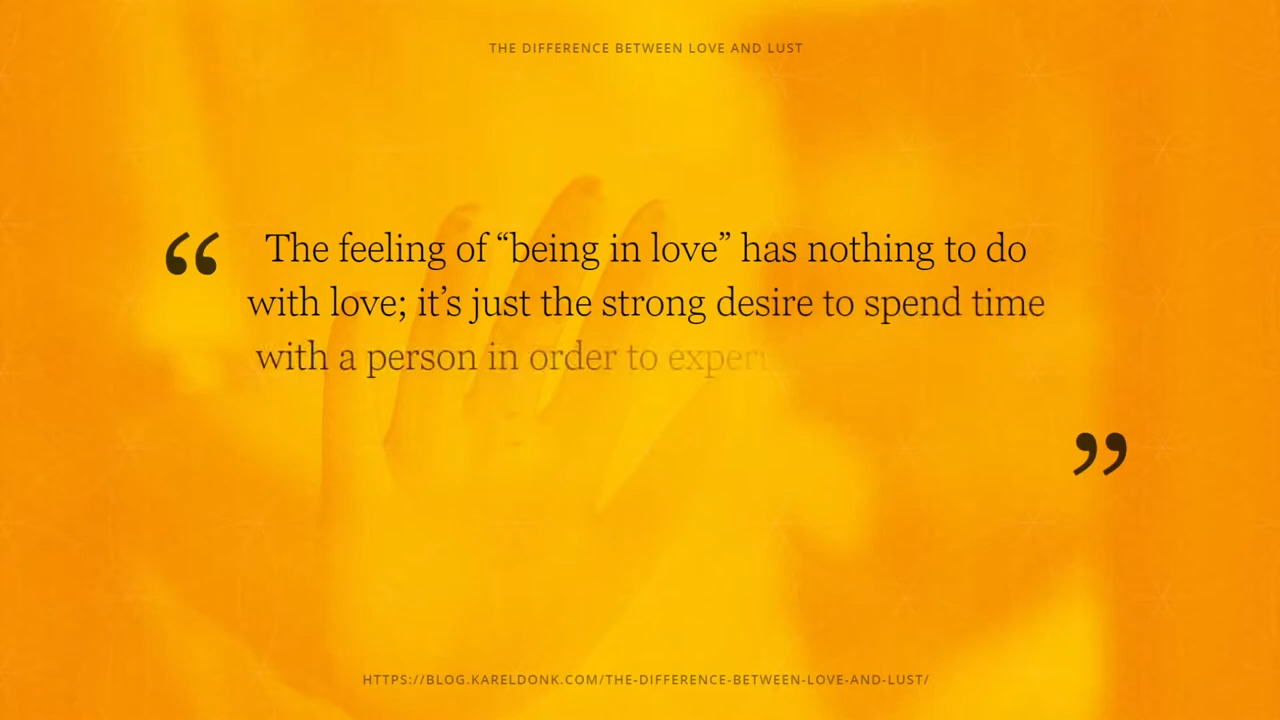 THE DIFFERENCE BETWEEN LOVE AND LUST
“ The feeling of “being in love” has nothing to do
with love; it’s just the strong desire to spend time
with a person in order to
”
HTTPS://BLOG.KARELDONK.COM/THE-DIFFERENCE-BETWEEN-LOVE-AND-LUST/